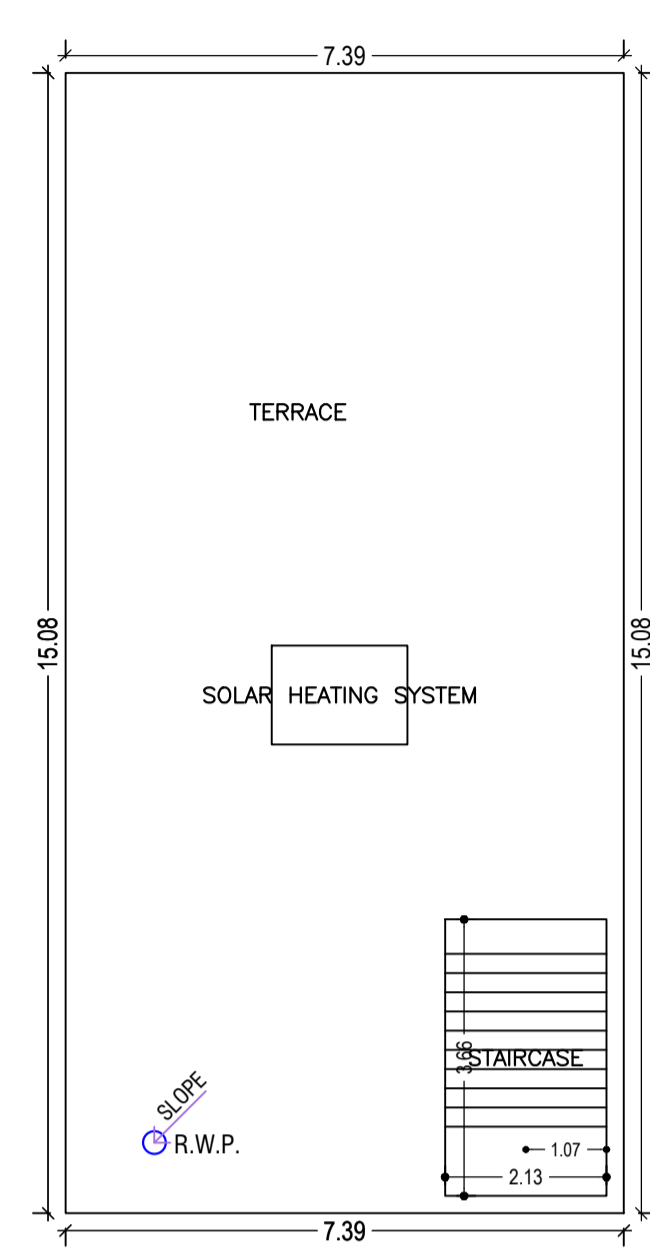 7.39
TERRACE
15.08
15.08
SOLAR HEATING SYSTEM
3.66
STAIRCASE
SLOPE
R.W.P.
1.07
2.13
7.39